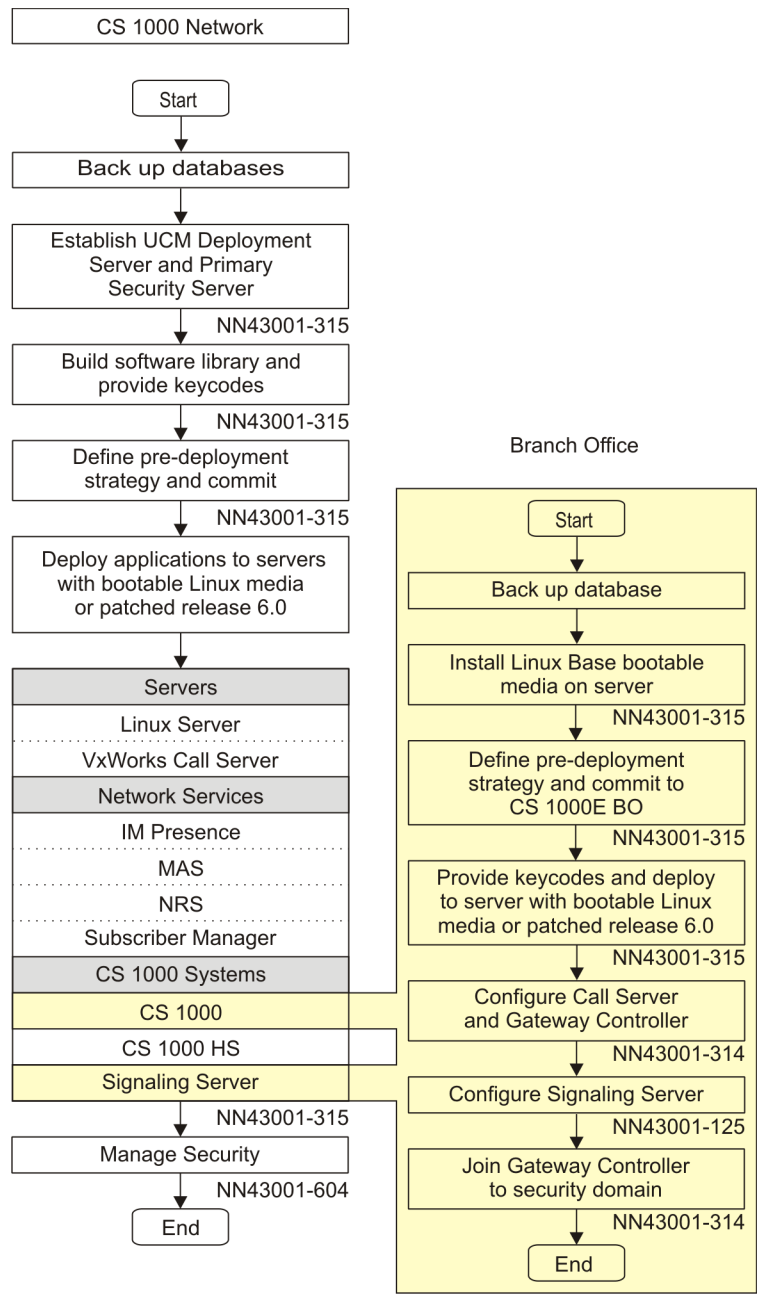 CS 1000 Network
Start
Back up databases
Establish UCM Deployment
Server and Primary
Security Server
NN43001-315
Build software library and
provide keycodes
NN43001-315
Define pre-deployment
strategy and commit
NN43001-315
Deploy applications to servers
with bootable Linux media
or patched release 6.0
Servers
Linux Server
VxWorks Call Server
Network Services
IM Presence
MAS
NRS
Subscriber Manager
CS 1000 Systems
CS 1000
CS 1000 HS
Signaling Server
NN43001-315
Manage Security
NN43001-604
End
Branch Office
Start
Back up database
Install Linux Base bootable
media on server
NN43001-315
Define pre-deployment
strategy and commit to
CS 1000E BO
NN43001-315
Provide keycodes and deploy
to server with bootable Linux
media or patched release 6.0
NN43001-315
Configure Call Server
and Gateway Controller
NN43001-314
Configure Signaling Server
NN43001-125
Join Gateway Controller
to security domain
NN43001-314
End